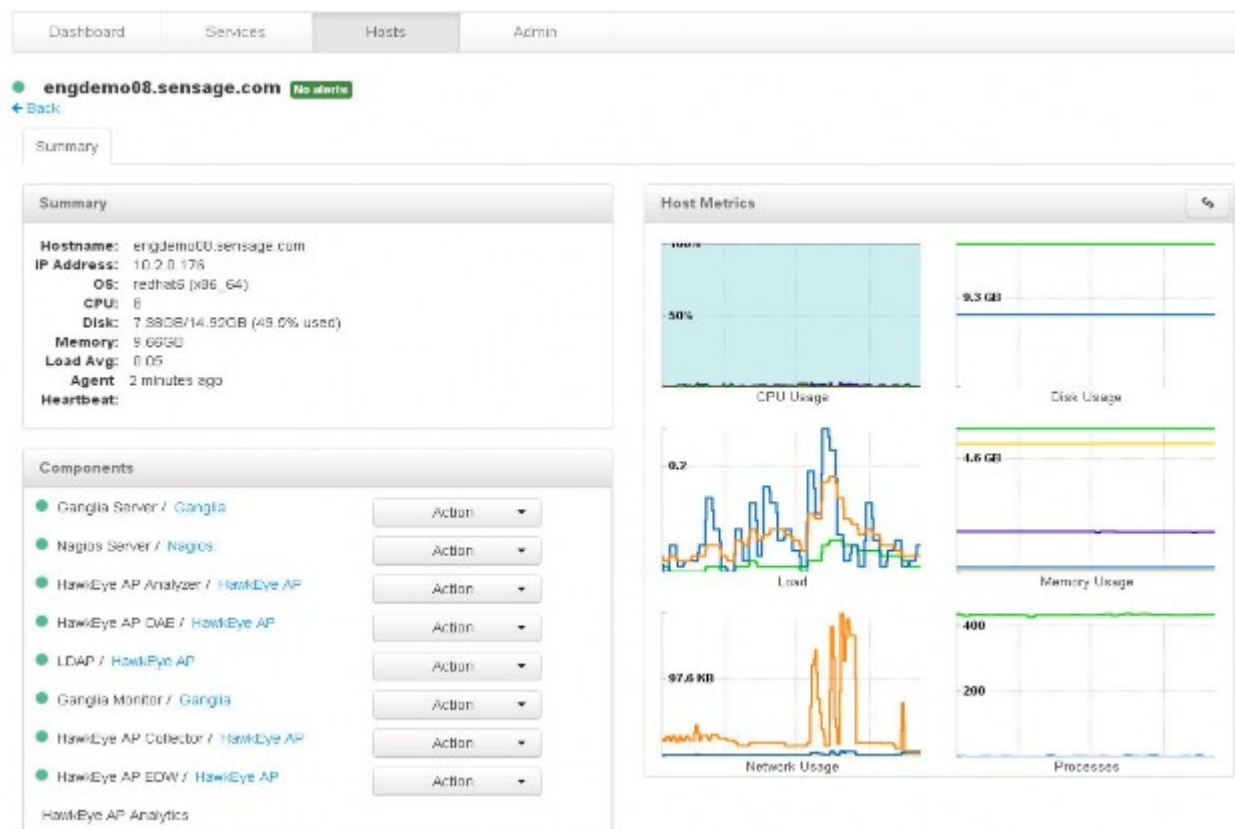 Dashboard Services Hosts Admin
engdemo08.sensage.com No alerts
← Back
Summary
Summary
Hostname: engdemo08.sensage.com
IP Address: 10.2.0.176
OS: redhat6 (x86_64)
CPU: 8
Disk: 7.38GB/14.92GB (49.5% used)
Memory: 9.66GB
Load Avg: 0.05
Agent 2 minutes ago
Heartbeat:
Components
Ganglia Server / Ganglia Action
Nagios Server / Nagios Action
HawkEye AP Analyzer / HawkEye AP Action
HawkEye AP OAE / HawkEye AP Action
LDAP / HawkEye AP Action
Ganglia Monitor / Ganglia Action
HawkEye AP Collector / HawkEye AP Action
HawkEye AP EDW / HawkEye AP Action
HawkEye AP Analytics
Host Metrics
100%
50%
CPU Usage
9.3 GB
Disk Usage
0.2
Load
4.6 GB
Memory Usage
97.6 KB
Network Usage
400
200
Processes